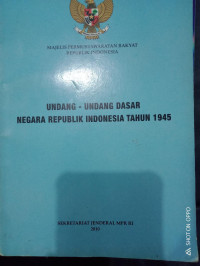 MAJELIS PERMUSYAWARATAN RAKYAT
REPUBLIK INDONESIA
UNDANG - UNDANG DASAR
NEGARA REPUBLIK INDONESIA TAHUN 1945
SEKRETARIAT JENDERAL MPR RI
SHOT ON OPPO